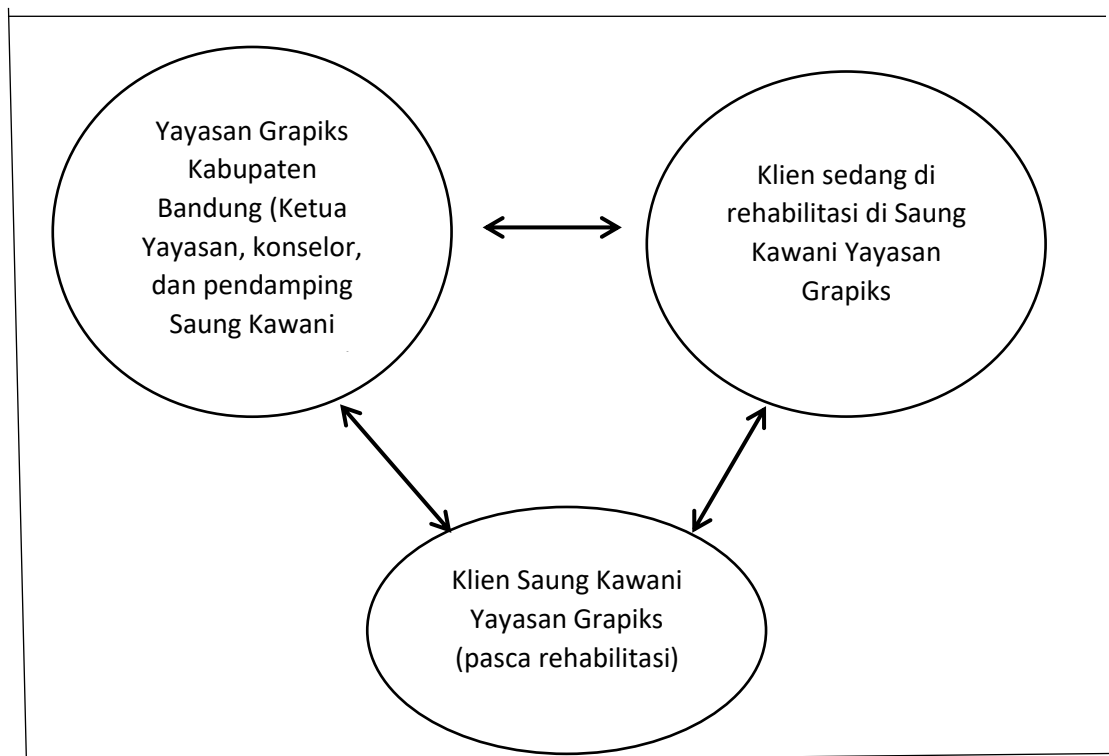 Yayasan Grapiks
Kabupaten
Bandung (Ketua
Yayasan, konselor,
dan pendamping
Saung Kawani
Klien sedang di
rehabilitasi di Saung
Kawani Yayasan
Grapiks
Klien Saung Kawani
Yayasan Grapiks
(pasca rehabilitasi)